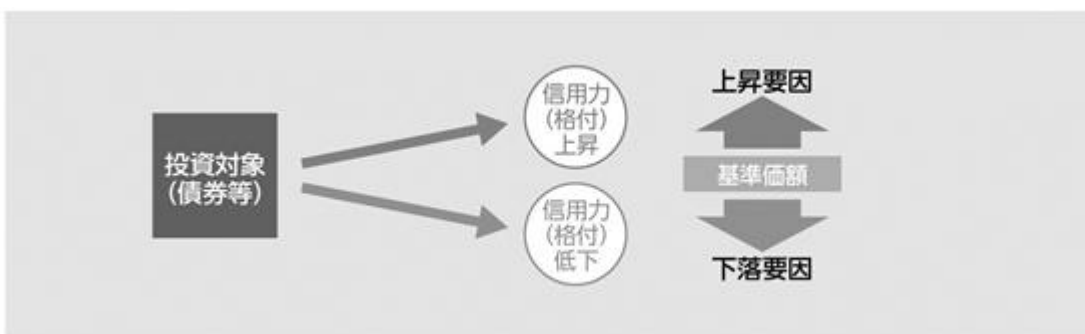 投資対象
(債券等)
信用力
(格付)
上昇
信用力
(格付)
低下
上昇要因
基準価額
下落要因